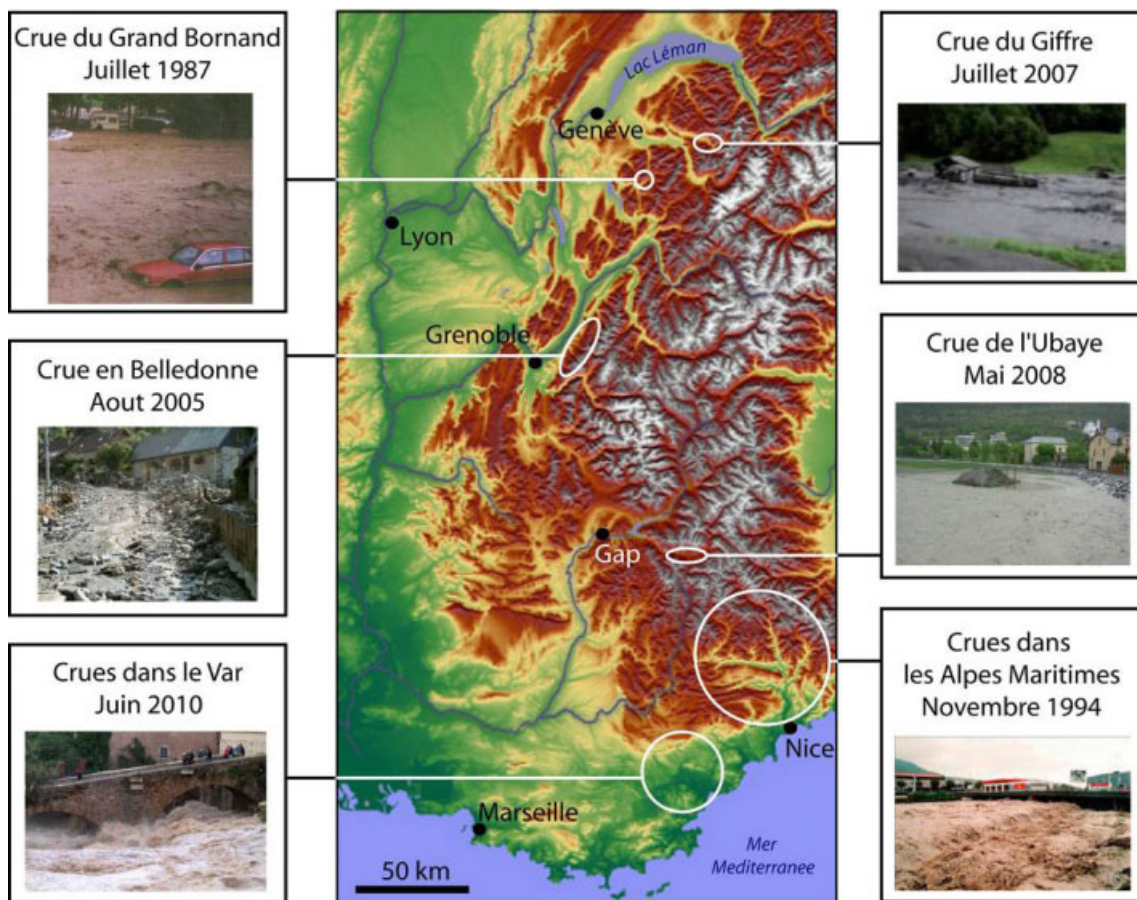 Crue du Grand Bornand
Juillet 1987
Crue en Belledonne
Aout 2005
Crues dans le Var
Juin 2010
Lac Léman
Genève
Lyon
Grenoble
Gap
Nice
Marseille
Mer
Mediterranee
50 km
Crue du Giffre
Juillet 2007
Crue de l'Ubaye
Mai 2008
Crues dans
les Alpes Maritimes
Novembre 1994